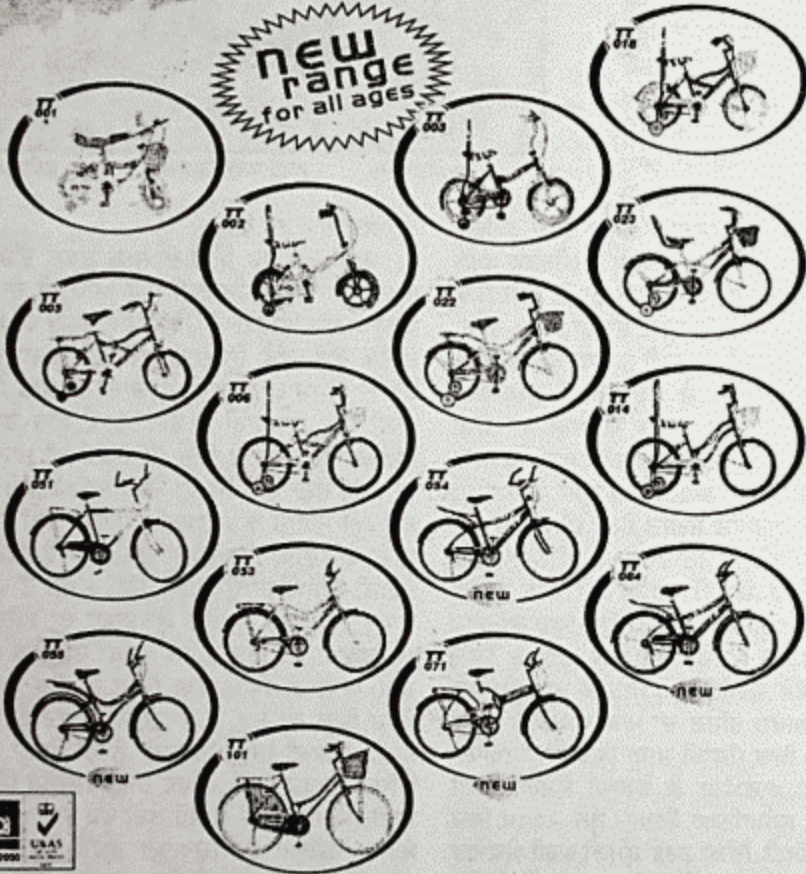 new
range
for all ages
TT
018
TT
001
TT
003
TT
002
TT
023
TT
005
TT
022
TT
006
TT
014
TT
051
TT
054
new
TT
053
TT
064
new
TT
055
new
TT
071
new
TT
101
UKAS